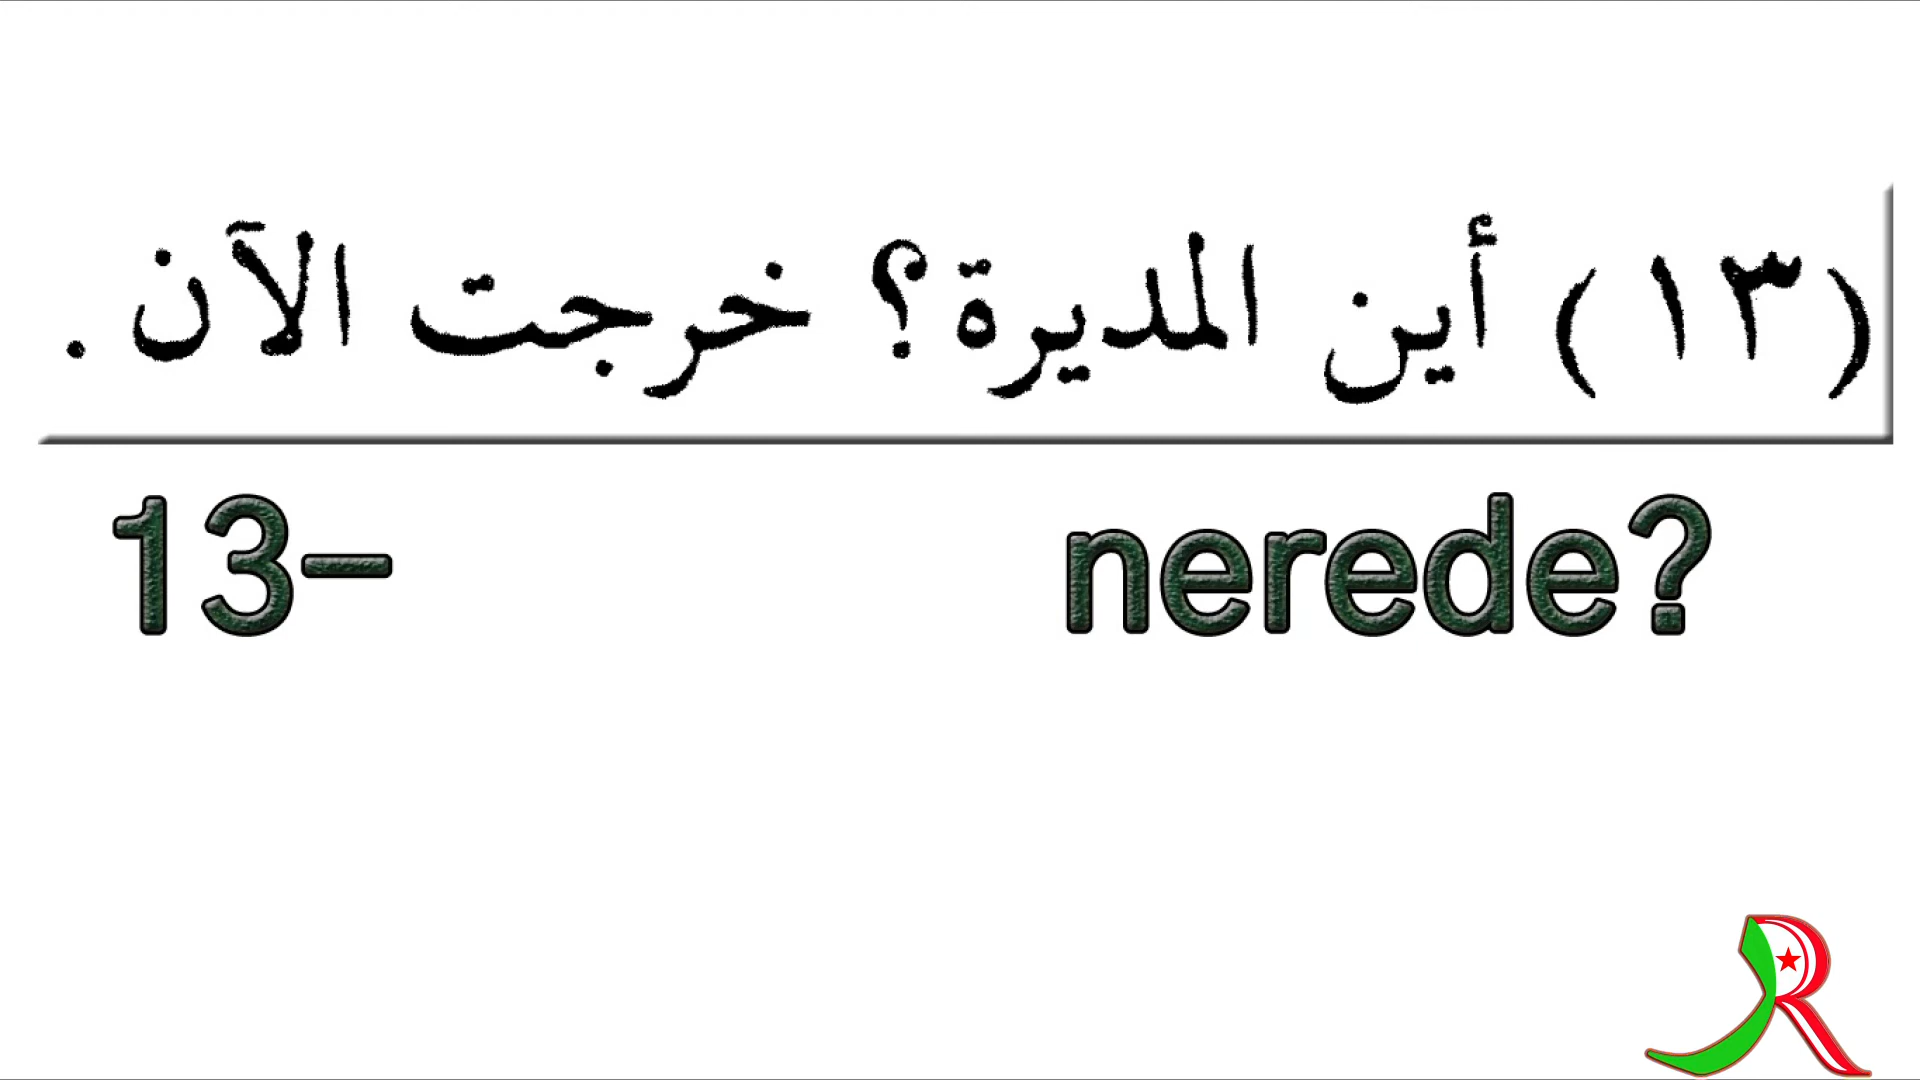 (١٣) أين المديرة؟ خرجت الآن .
13- nerede?